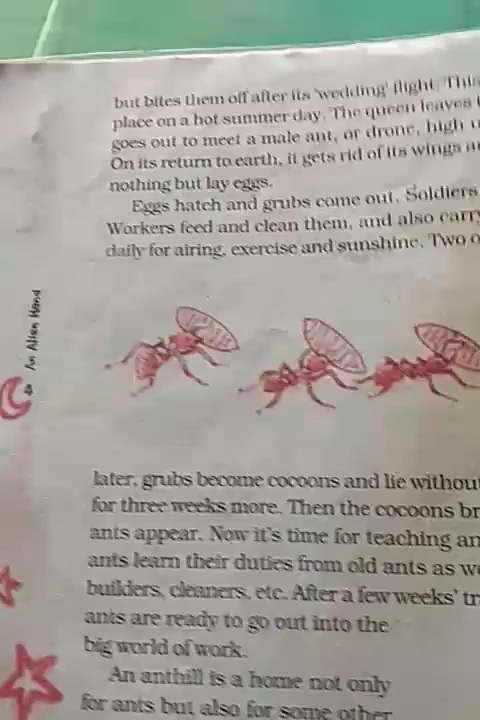 but bites them off after its 'wedding' flight. This
place on a hot summer day. The queen leaves
goes out to meet a male ant, or drone, high
On its return to earth, it gets rid of its wings
nothing but lay eggs.
Eggs hatch and grubs come out. Soldiers
Workers feed and clean them, and also carry
daily for airing, exercise and sunshine. Two
An Alien Hand
later, grubs become cocoons and lie without
for three weeks more. Then the cocoons
ants appear. Now it's time for teaching
ants learn their duties from old ants as
builders, cleaners, etc. After a few weeks'
ants are ready to go out into the
big world of work.
An anthill is a home not only
for ants but also for some other